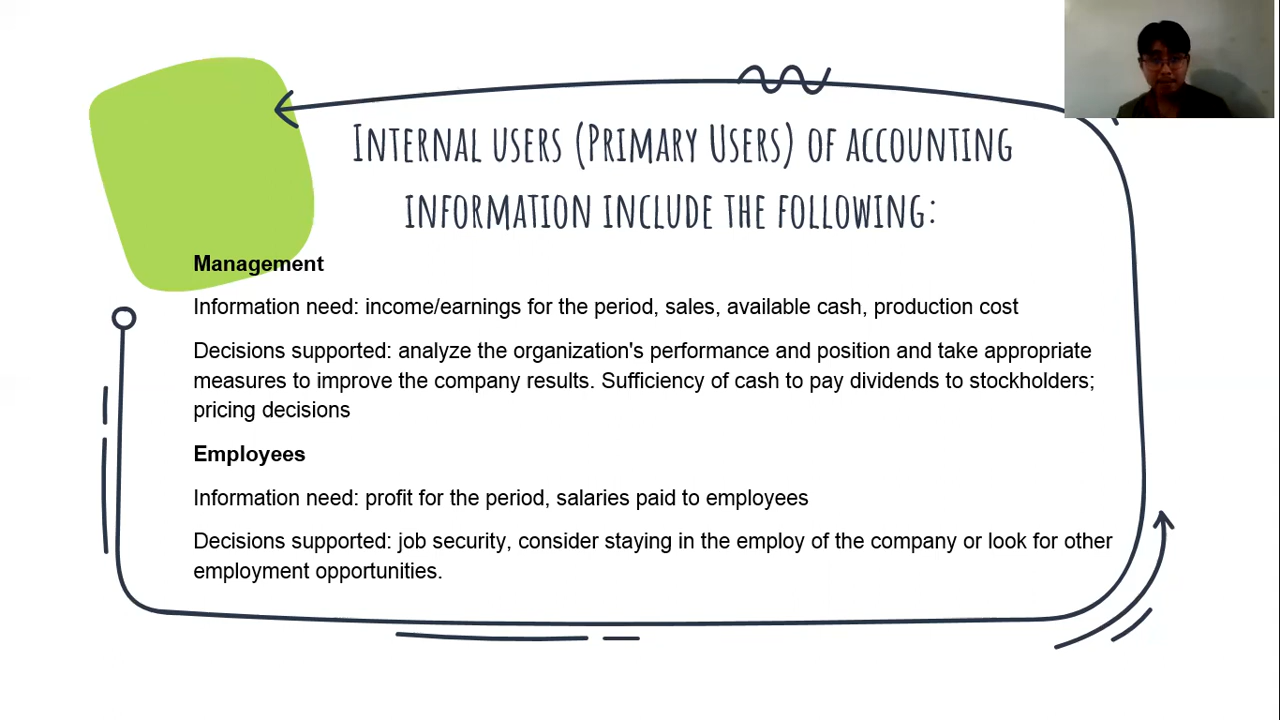 Internal users (Primary Users) of accounting
information include the following:
Management
Information need: income/earnings for the period, sales, available cash, production cost
Decisions supported: analyze the organization's performance and position and take appropriate
measures to improve the company results. Sufficiency of cash to pay dividends to stockholders;
pricing decisions
Employees
Information need: profit for the period, salaries paid to employees
Decisions supported: job security, consider staying in the employ of the company or look for other
employment opportunities.